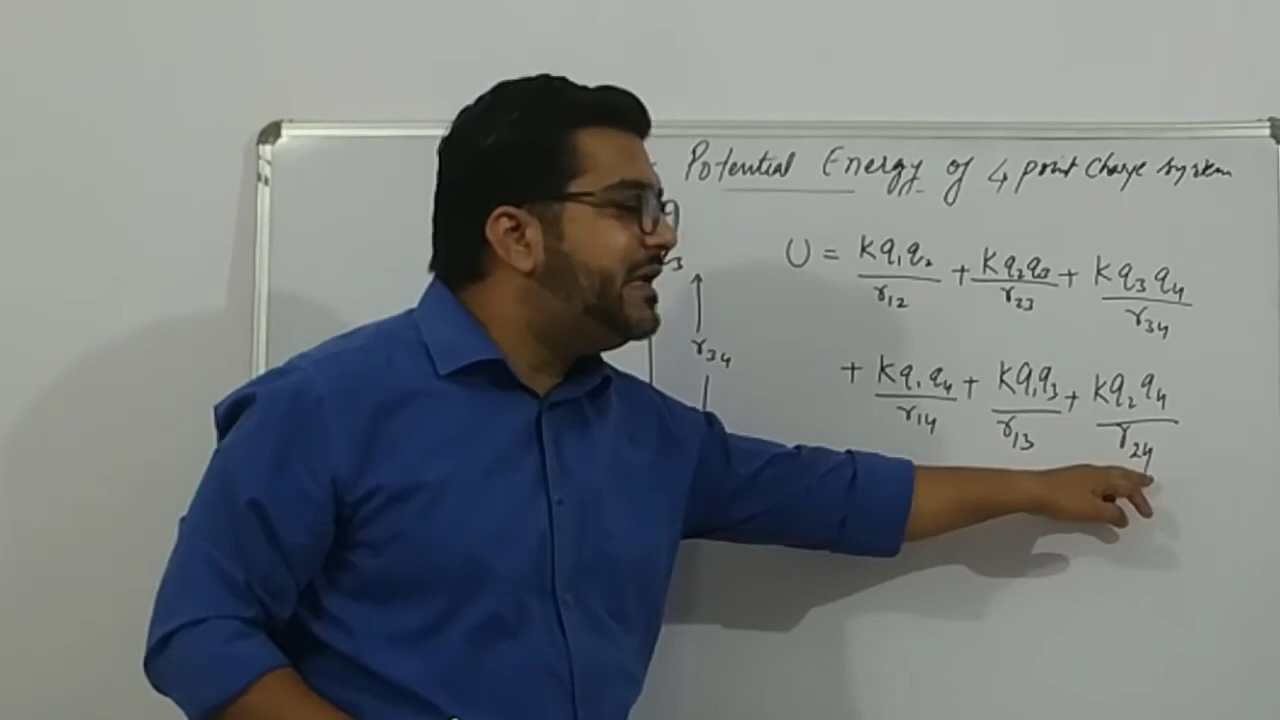 Potential Energy of 4 point charge system
U = Kq₁q₂/r₁₂ + Kq₂q₃/r₂₃ + Kq₃q₄/r₃₄
+ Kq₁q₄/r₁₄ + Kq₁q₃/r₁₃ + Kq₂q₄/r₂₄
r₃₄